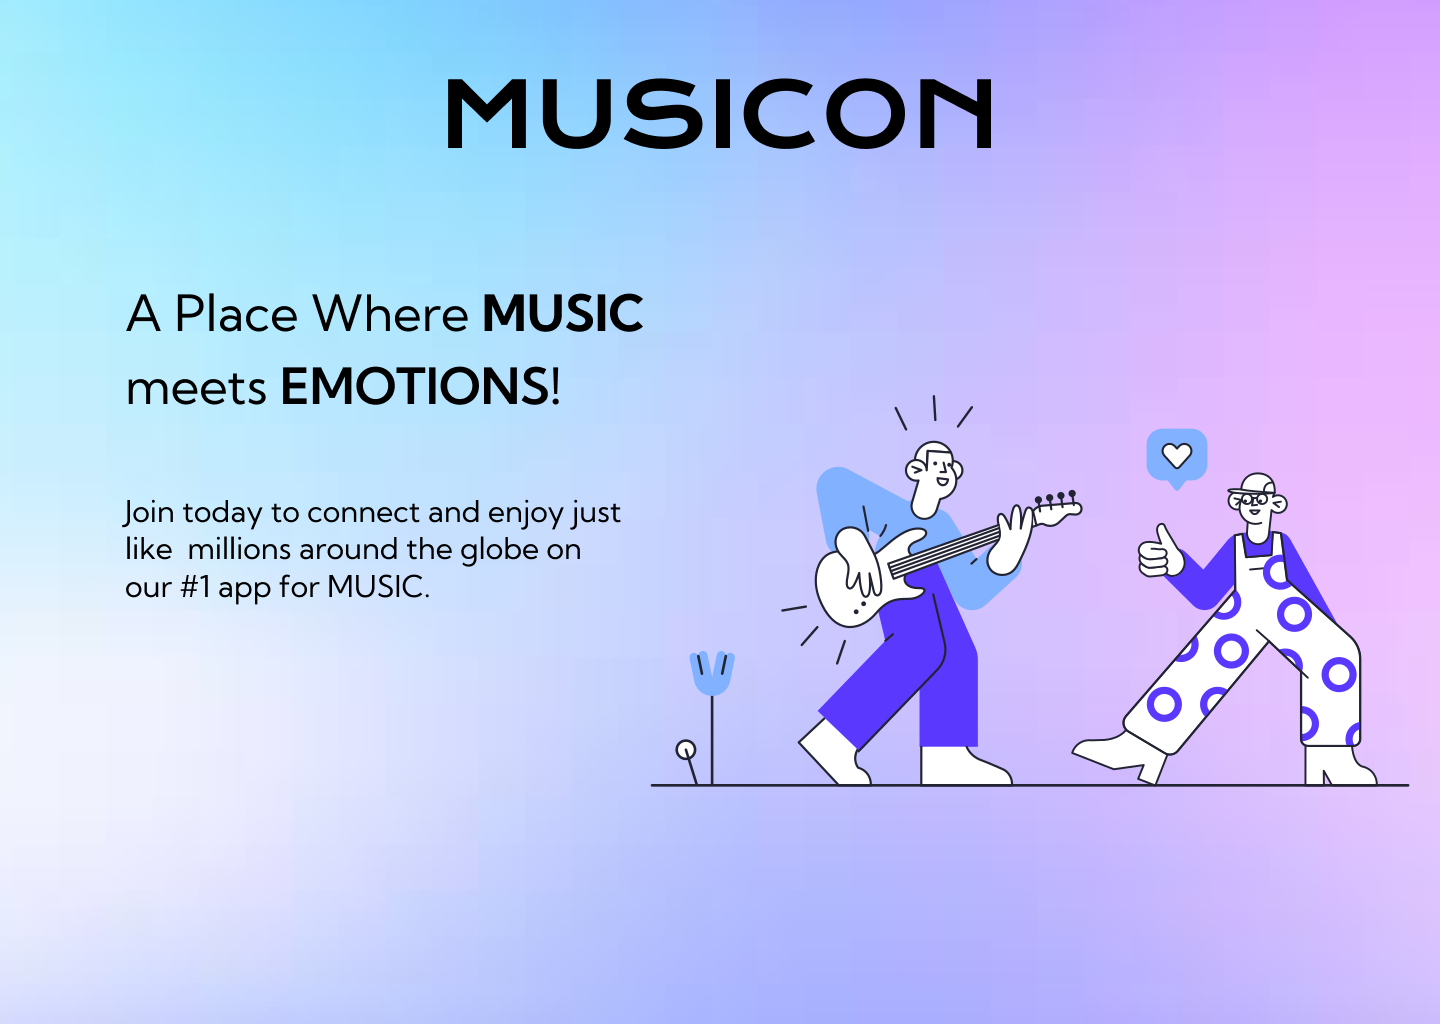 MUSICON
A Place Where MUSIC
meets EMOTIONS!
Join today to connect and enjoy just
like  millions around the globe on
our #1 app for MUSIC.